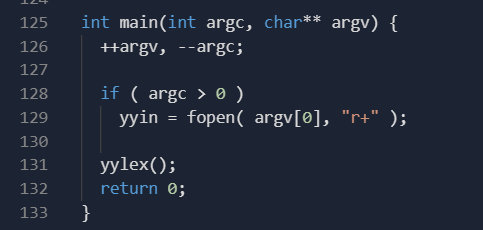 124
125 int main(int argc, char** argv) {
126 ++argv, --argc;
127
128 if ( argc > 0 )
129 yyin = fopen( argv[0], "r+" );
130
131 yylex();
132 return 0;
133 }